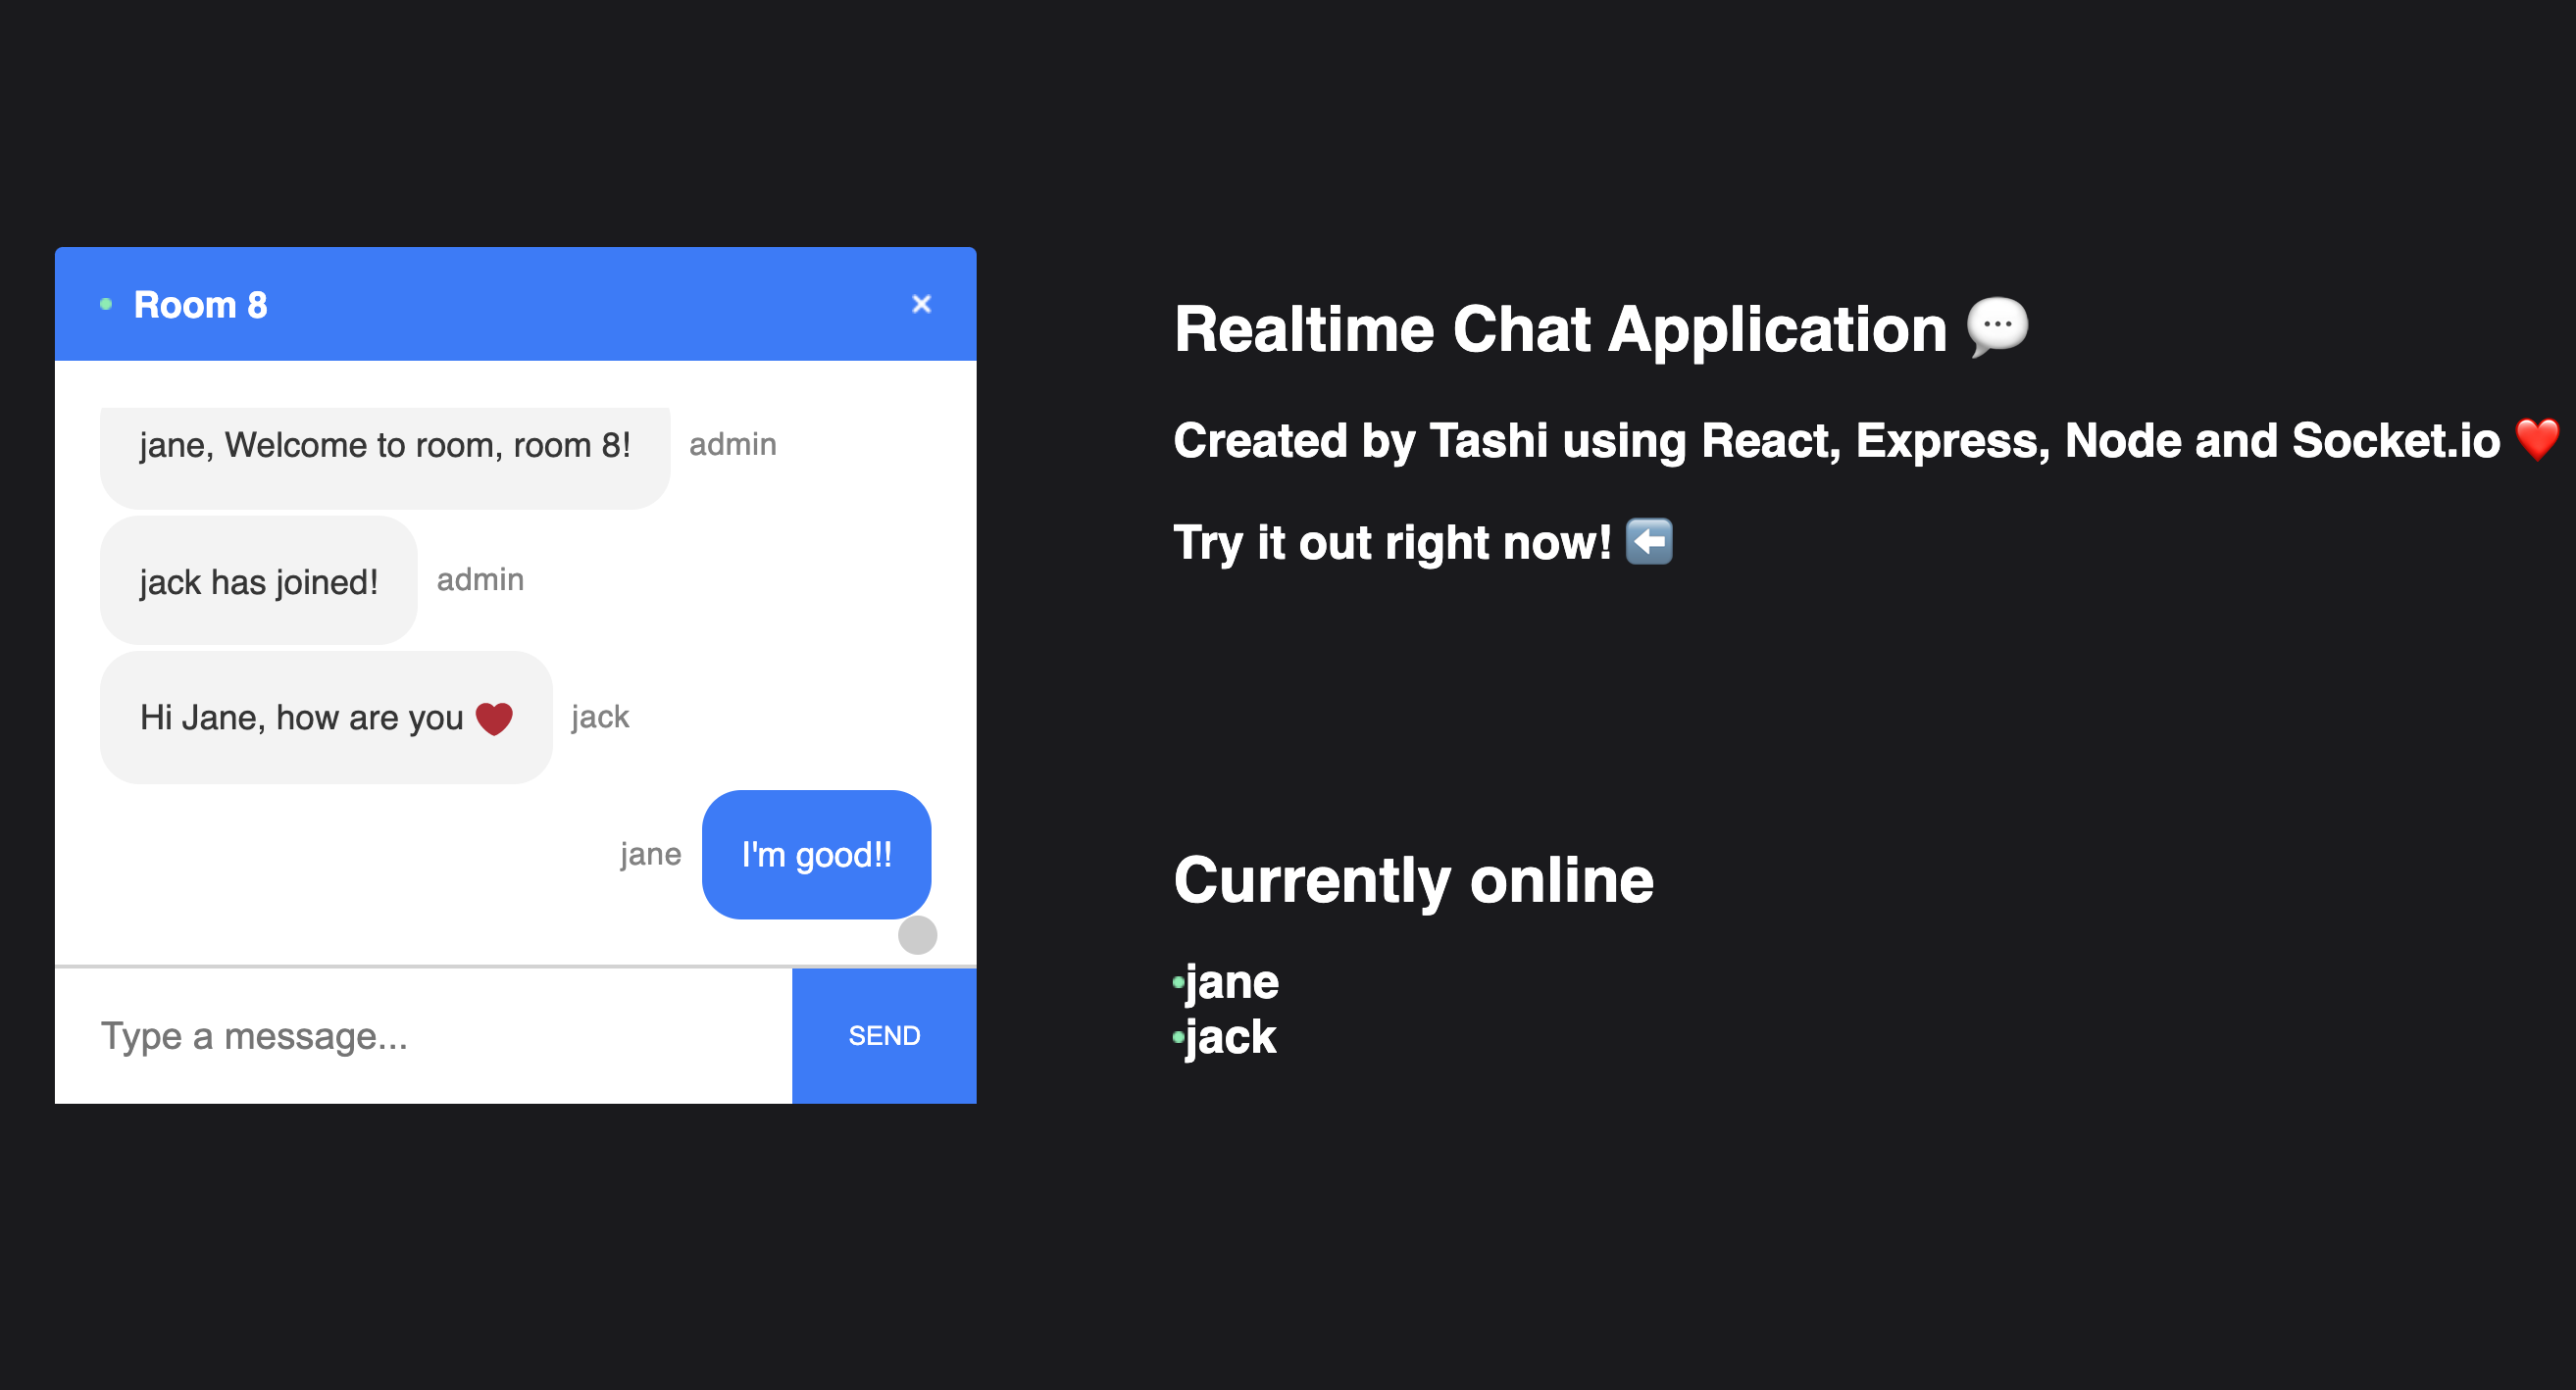 Room 8 ×
jane, Welcome to room, room 8! admin
jack has joined! admin
Hi Jane, how are you ❤️ jack
jane I'm good!!
Type a message... SEND
Realtime Chat Application 💬
Created by Tashi using React, Express, Node and Socket.io ❤️
Try it out right now! ⬅️
Currently online
jane
jack